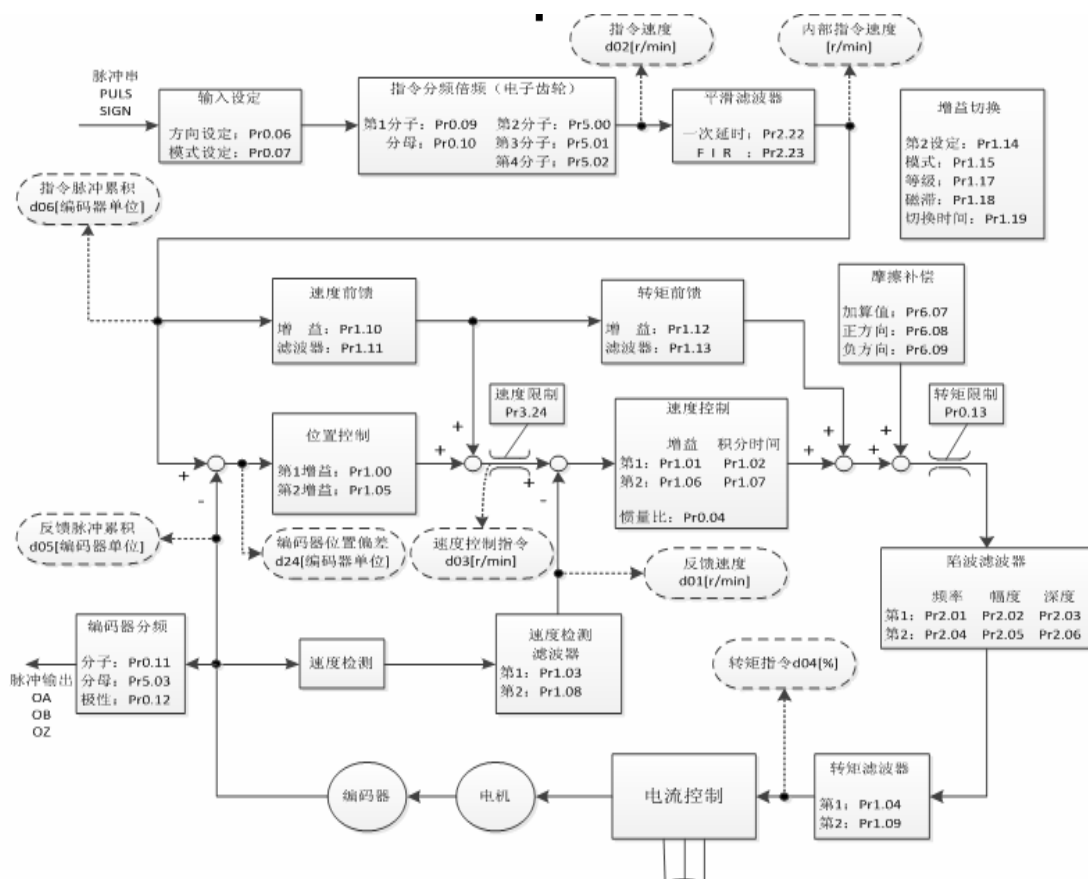 指令速度
d02[r/min]
内部指令速度
[r/min]
脉冲串
PULS
SIGN
输入设定
方向设定：Pr0.06
模式设定：Pr0.07
指令分频倍频（电子齿轮）
第1分子：Pr0.09 第2分子：Pr5.00
分母：Pr0.10 第3分子：Pr5.01
第4分子：Pr5.02
平滑滤波器
一次延时：Pr2.22
F I R ：Pr2.23
增益切换
第2设定：Pr1.14
模式：Pr1.15
等级：Pr1.17
磁滞：Pr1.18
切换时间：Pr1.19
指令脉冲累积
d06[编码器单位]
速度前馈
增 益：Pr1.10
滤波器：Pr1.11
转矩前馈
增 益：Pr1.12
滤波器：Pr1.13
摩擦补偿
加算值：Pr6.07
正方向：Pr6.08
负方向：Pr6.09
速度限制
Pr3.24
转矩限制
Pr0.13
位置控制
第1增益：Pr1.00
第2增益：Pr1.05
速度控制
增益 积分时间
第1：Pr1.01 Pr1.02
第2：Pr1.06 Pr1.07
惯量比：Pr0.04
+
-
+
+
+
-
+
+
+
+
反馈脉冲累积
d05[编码器单位]
编码器位置偏差
d24[编码器单位]
速度控制指令
d03[r/min]
反馈速度
d01[r/min]
陷波滤波器
频率 幅度 深度
第1：Pr2.01 Pr2.02 Pr2.03
第2：Pr2.04 Pr2.05 Pr2.06
编码器分频
分子：Pr0.11
分母：Pr5.03
极性：Pr0.12
脉冲输出
OA
OB
OZ
速度检测
速度检测
滤波器
第1：Pr1.03
第2：Pr1.08
转矩指令d04[%]
编码器
电机
电流控制
转矩滤波器
第1：Pr1.04
第2：Pr1.09